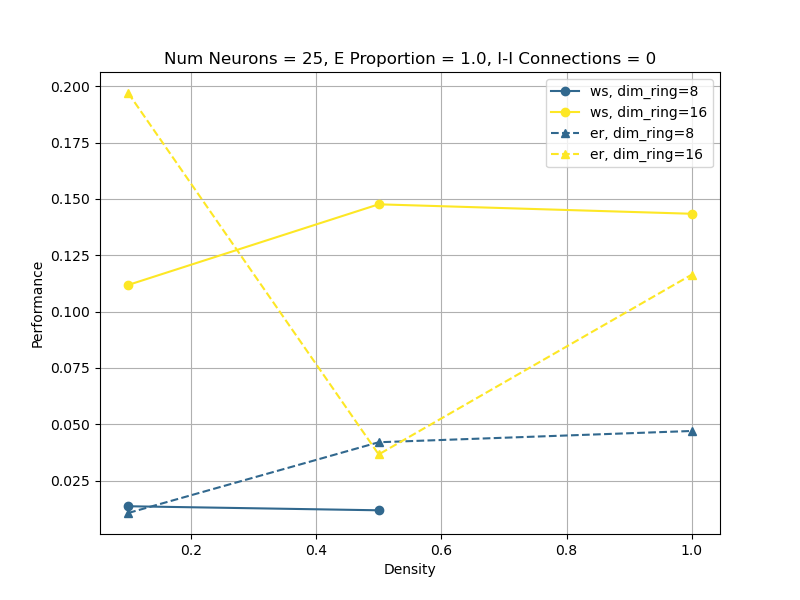 Num Neurons = 25, E Proportion = 1.0, I-I Connections = 0
0.200
0.175
0.150
0.125
0.100
0.075
0.050
0.025
Performance
ws, dim_ring=8
ws, dim_ring=16
er, dim_ring=8
er, dim_ring=16
0.2
0.4
0.6
0.8
1.0
Density